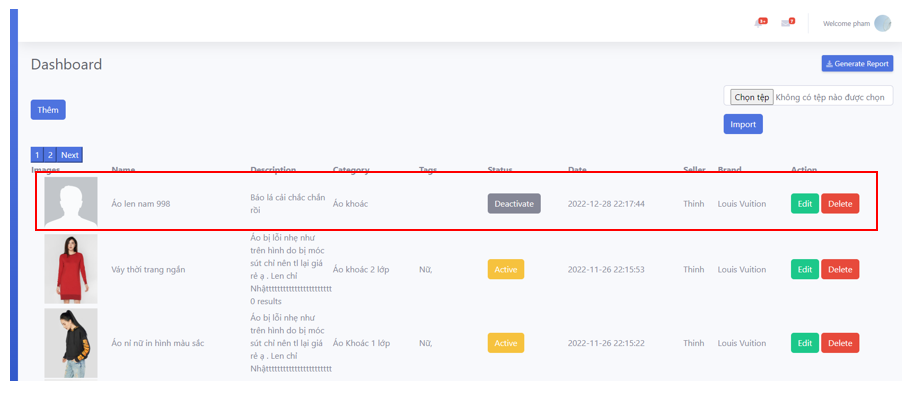 3+ 7 Welcome pham
Dashboard
Generate Report
Chọn tệp Không có tệp nào được chọn
Thêm
Import
1 2 Next
Images Name Description Category Tags Status Date Seller Brand Action
Áo len nam 998 Báo lá cải chắc chắn Áo khoác Deactivate 2022-12-28 22:17:44 Thinh Louis Vuition Edit Delete
rồi
Áo bị lỗi nhẹ như
trên hình do bị móc
sút chỉ nên tl lại giá
Váy thời trang ngắn rẻ ạ . Len chỉ Áo khoác 2 lớp Nữ, Active 2022-11-26 22:15:53 Thinh Louis Vuition Edit Delete
Nhậtttttttttttttttttttttttt
0 results
Áo bị lỗi nhẹ như
trên hình do bị móc
Áo nỉ nữ in hình màu sắc sút chỉ nên tl lại giá Áo Khoác 1 lớp Nữ, Active 2022-11-26 22:15:22 Thinh Louis Vuition Edit Delete
rẻ ạ . Len chỉ
Nhậtttttttttttttttttttttttt